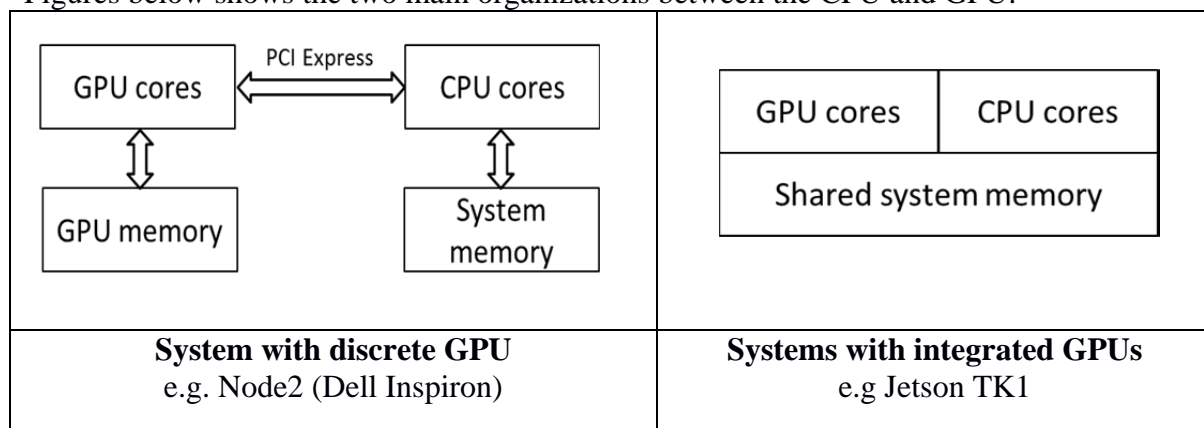 Figures below shows the two main organizations between the CPU and GPU.
PCI Express
GPU cores
CPU cores
GPU memory
System
memory
GPU cores
CPU cores
Shared system memory
System with discrete GPU
e.g. Node2 (Dell Inspiron)
Systems with integrated GPUs
e.g Jetson TK1